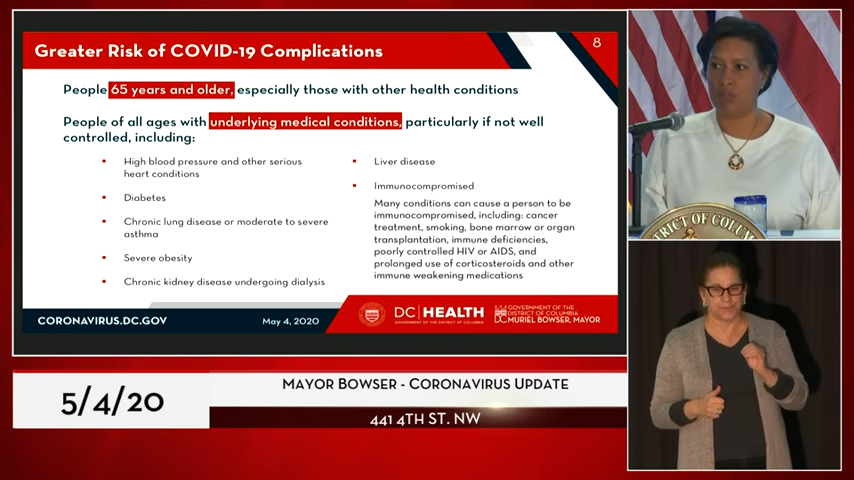 Greater Risk of COVID-19 Complications
8
People 65 years and older, especially those with other health conditions
People of all ages with underlying medical conditions, particularly if not well
controlled, including:
High blood pressure and other serious
heart conditions
Diabetes
Chronic lung disease or moderate to severe
asthma
Severe obesity
Chronic kidney disease undergoing dialysis
Liver disease
Immunocompromised
Many conditions can cause a person to be
immunocompromised, including: cancer
treatment, smoking, bone marrow or organ
transplantation, immune deficiencies,
poorly controlled HIV or AIDS, and
prolonged use of corticosteroids and other
immune weakening medications
CORONAVIRUS.DC.GOV
May 4, 2020
DC HEALTH
GOVERNMENT OF THE DISTRICT OF COLUMBIA
GOVERNMENT OF THE
DISTRICT OF COLUMBIA
DC MURIEL BOWSER, MAYOR
DISTRICT OF COLU
5/4/20
MAYOR BOWSER - CORONAVIRUS UPDATE
441 4TH ST. NW